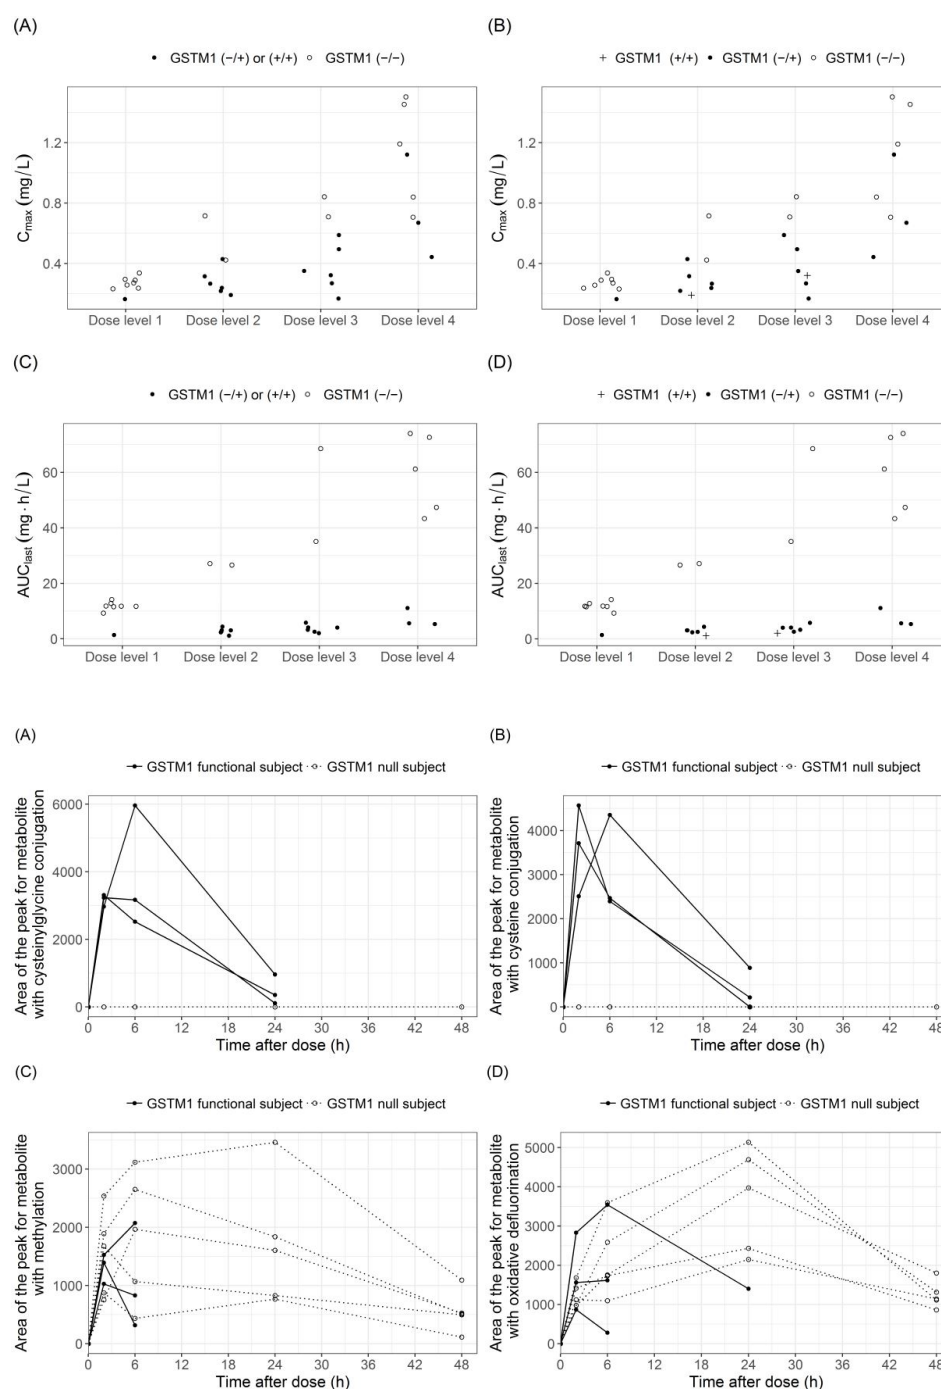 (A)
(B)
• GSTM1 (−/+) or (+/+) ○ GSTM1 (−/−)
+ GSTM1 (+/+) • GSTM1 (−/+) ○ GSTM1 (−/−)
Cmax (mg/L)
1.2
0.8
0.4
Dose level 1 Dose level 2 Dose level 3 Dose level 4
Cmax (mg/L)
1.2
0.8
0.4
Dose level 1 Dose level 2 Dose level 3 Dose level 4
(C)
(D)
• GSTM1 (−/+) or (+/+) ○ GSTM1 (−/−)
+ GSTM1 (+/+) • GSTM1 (−/+) ○ GSTM1 (−/−)
AUClast (mg · h/L)
60
40
20
0
Dose level 1 Dose level 2 Dose level 3 Dose level 4
AUClast (mg · h/L)
60
40
20
0
Dose level 1 Dose level 2 Dose level 3 Dose level 4
(A)
(B)
GSTM1 functional subject GSTM1 null subject
GSTM1 functional subject GSTM1 null subject
Area of the peak for metabolite
with cysteinylglycine conjugation
6000
4000
2000
0
0 6 12 18 24 30 36 42 48
Time after dose (h)
Area of the peak for metabolite
with cysteine conjugation
4000
3000
2000
1000
0
0 6 12 18 24 30 36 42 48
Time after dose (h)
(C)
(D)
GSTM1 functional subject GSTM1 null subject
GSTM1 functional subject GSTM1 null subject
Area of the peak for metabolite
with methylation
3000
2000
1000
0
0 6 12 18 24 30 36 42 48
Time after dose (h)
Area of the peak for metabolite
with oxidative defluorination
5000
4000
3000
2000
1000
0
0 6 12 18 24 30 36 42 48
Time after dose (h)